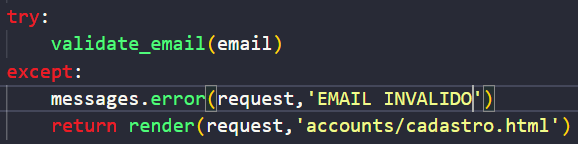 try:
    validate_email(email)
except:
    messages.error(request,'EMAIL INVALIDO')
    return render(request,'accounts/cadastro.html')